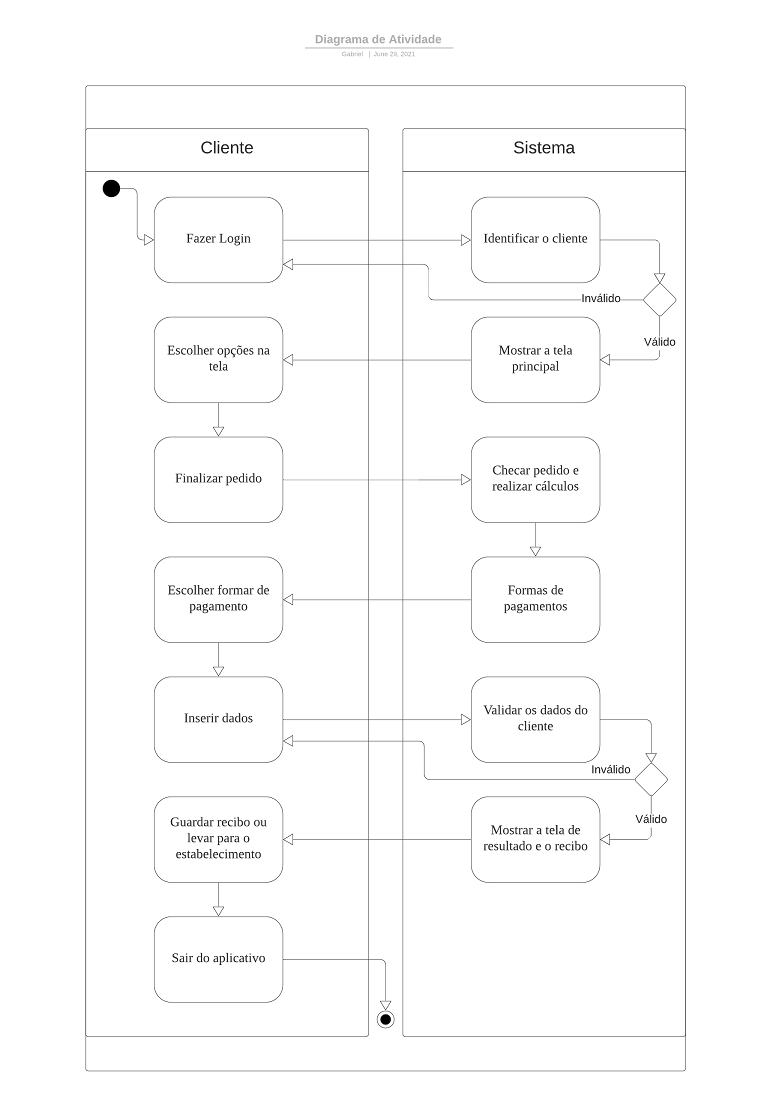 Diagrama de Atividade
Gabriel | June 29, 2021
Cliente
Sistema
Fazer Login
Identificar o cliente
Inválido
Válido
Escolher opções na
tela
Mostrar a tela
principal
Finalizar pedido
Checar pedido e
realizar cálculos
Escolher formar de
pagamento
Formas de
pagamentos
Inserir dados
Validar os dados do
cliente
Inválido
Válido
Guardar recibo ou
levar para o
estabelecimento
Mostrar a tela de
resultado e o recibo
Sair do aplicativo